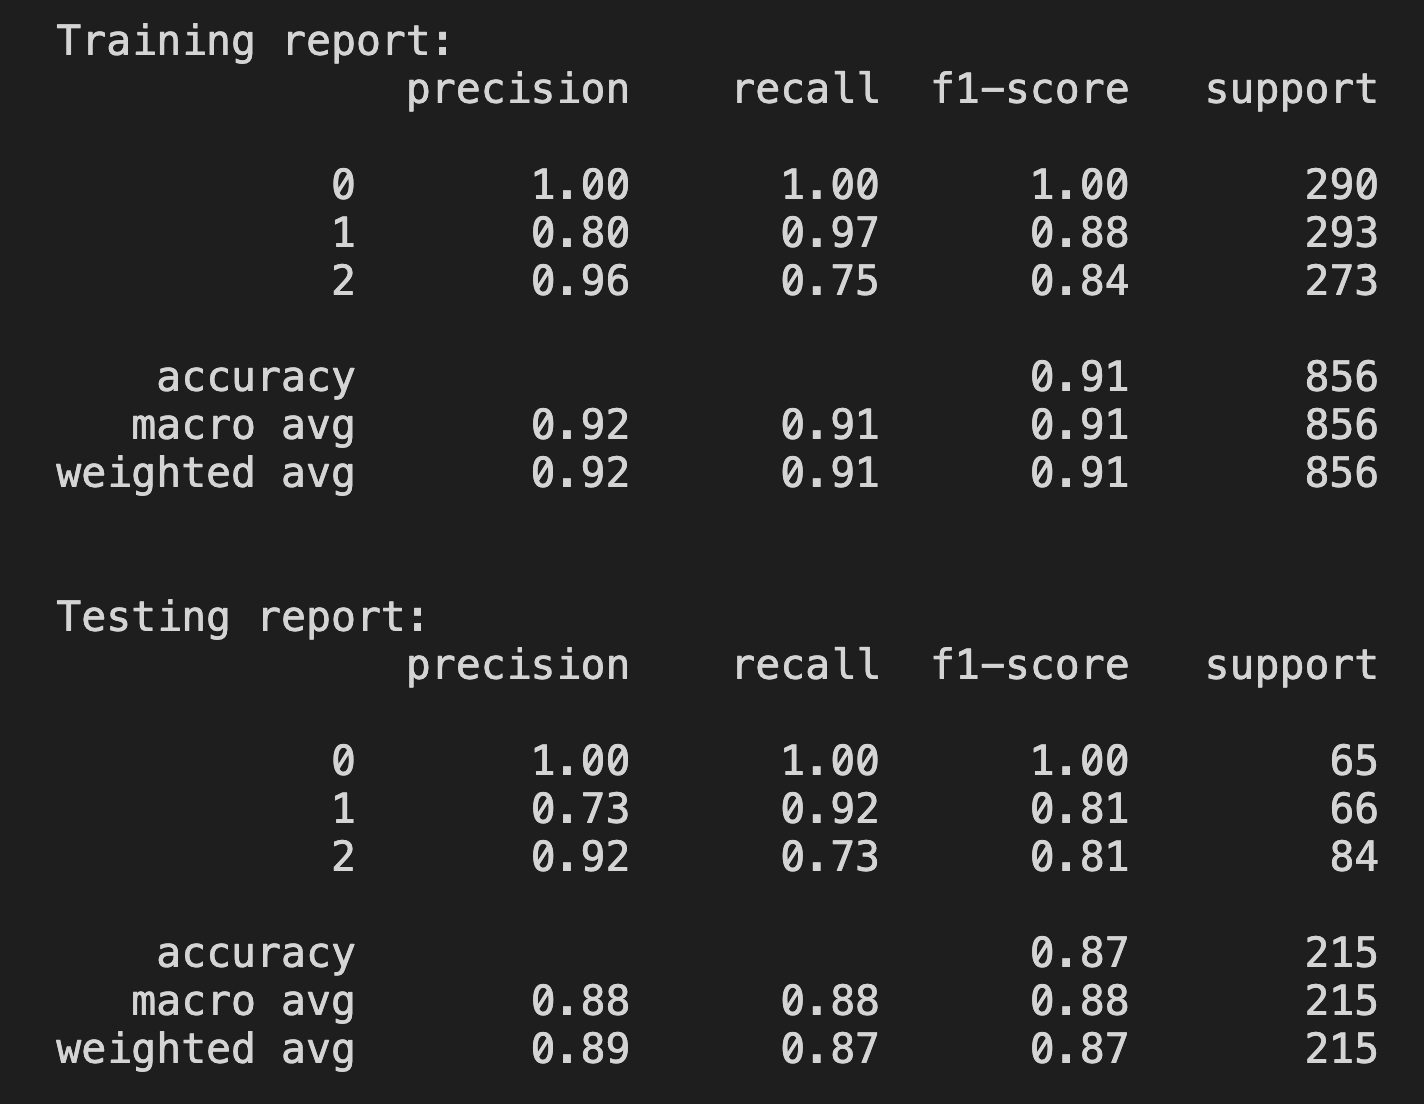 Training report:
precision recall f1-score support
0 1.00 1.00 1.00 290
1 0.80 0.97 0.88 293
2 0.96 0.75 0.84 273
accuracy 0.91 856
macro avg 0.92 0.91 0.91 856
weighted avg 0.92 0.91 0.91 856
Testing report:
precision recall f1-score support
0 1.00 1.00 1.00 65
1 0.73 0.92 0.81 66
2 0.92 0.73 0.81 84
accuracy 0.87 215
macro avg 0.88 0.88 0.88 215
weighted avg 0.89 0.87 0.87 215